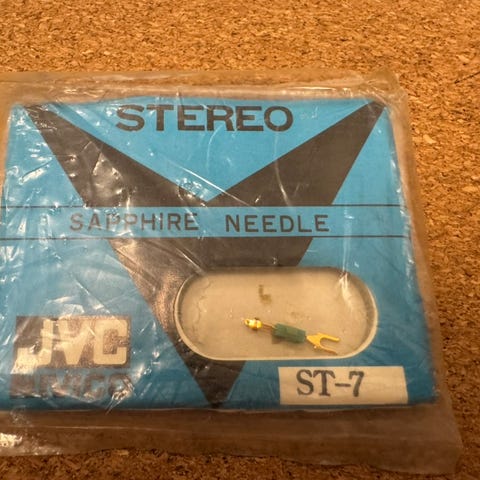 STEREO
SAPPHIRE NEEDLE
JVC
ST-7